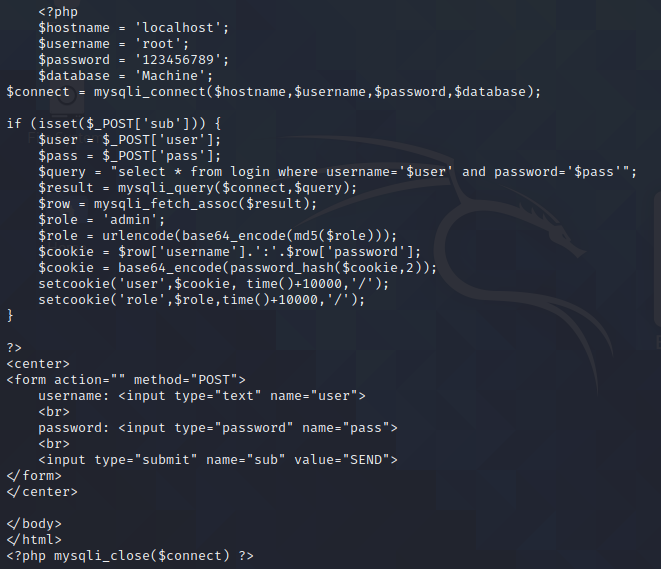 <?php
$hostname = 'localhost';
$username = 'root';
$password = '123456789';
$database = 'Machine';
$connect = mysqli_connect($hostname,$username,$password,$database);
if (isset($_POST['sub'])) {
$user = $_POST['user'];
$pass = $_POST['pass'];
$query = "select * from login where username='$user' and password='$pass'";
$result = mysqli_query($connect,$query);
$row = mysqli_fetch_assoc($result);
$role = 'admin';
$role = urlencode(base64_encode(md5($role)));
$cookie = $row['username'].':'.$row['password'];
$cookie = base64_encode(password_hash($cookie,2));
setcookie('user',$cookie, time()+10000,'/');
setcookie('role',$role,time()+10000,'/');
}
?>
<center>
<form action="" method="POST">
username: <input type="text" name="user">
<br>
password: <input type="password" name="pass">
<br>
<input type="submit" name="sub" value="SEND">
</form>
</center>
</body>
</html>
<?php mysqli_close($connect) ?>